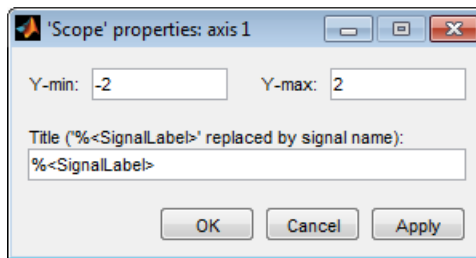 'Scope' properties: axis 1
Y-min: -2 Y-max: 2
Title ('%<SignalLabel>' replaced by signal name):
%<SignalLabel>
OK Cancel Apply